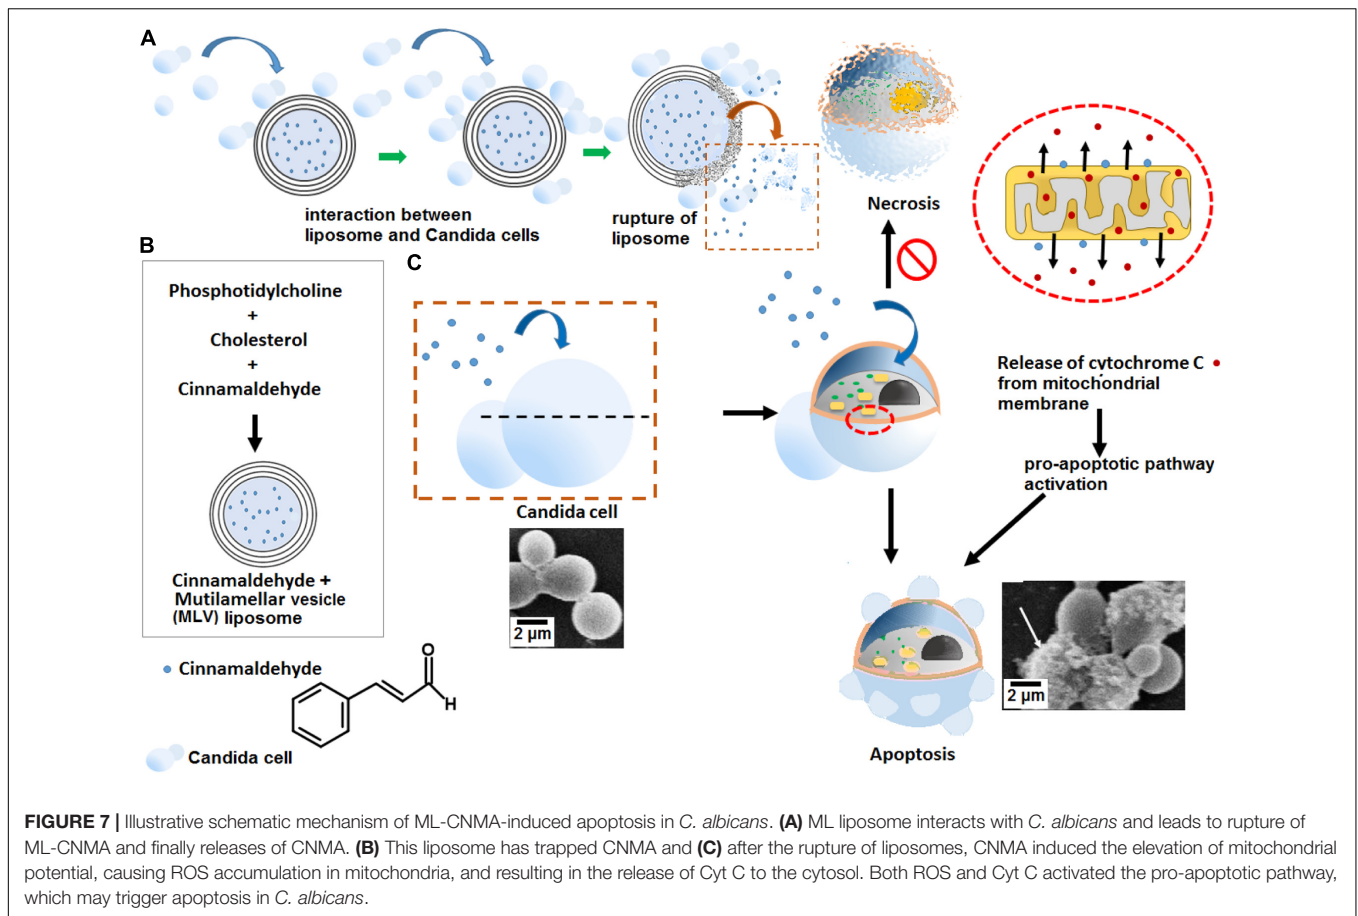 A
interaction between
liposome and Candida cells
rupture of
liposome
Necrosis
B
Phosphotidylcholine
+
Cholesterol
+
Cinnamaldehyde
Cinnamaldehyde +
Mutilamellar vesicle
(MLV) liposome
Cinnamaldehyde
O
H
Candida cell
C
Candida cell
2 µm
Release of cytochrome C
from mitochondrial
membrane
pro-apoptotic pathway
activation
2 µm
Apoptosis
FIGURE 7 | Illustrative schematic mechanism of ML-CNMA-induced apoptosis in C. albicans. (A) ML liposome interacts with C. albicans and leads to rupture of
ML-CNMA and finally releases of CNMA. (B) This liposome has trapped CNMA and (C) after the rupture of liposomes, CNMA induced the elevation of mitochondrial
potential, causing ROS accumulation in mitochondria, and resulting in the release of Cyt C to the cytosol. Both ROS and Cyt C activated the pro-apoptotic pathway,
which may trigger apoptosis in C. albicans.